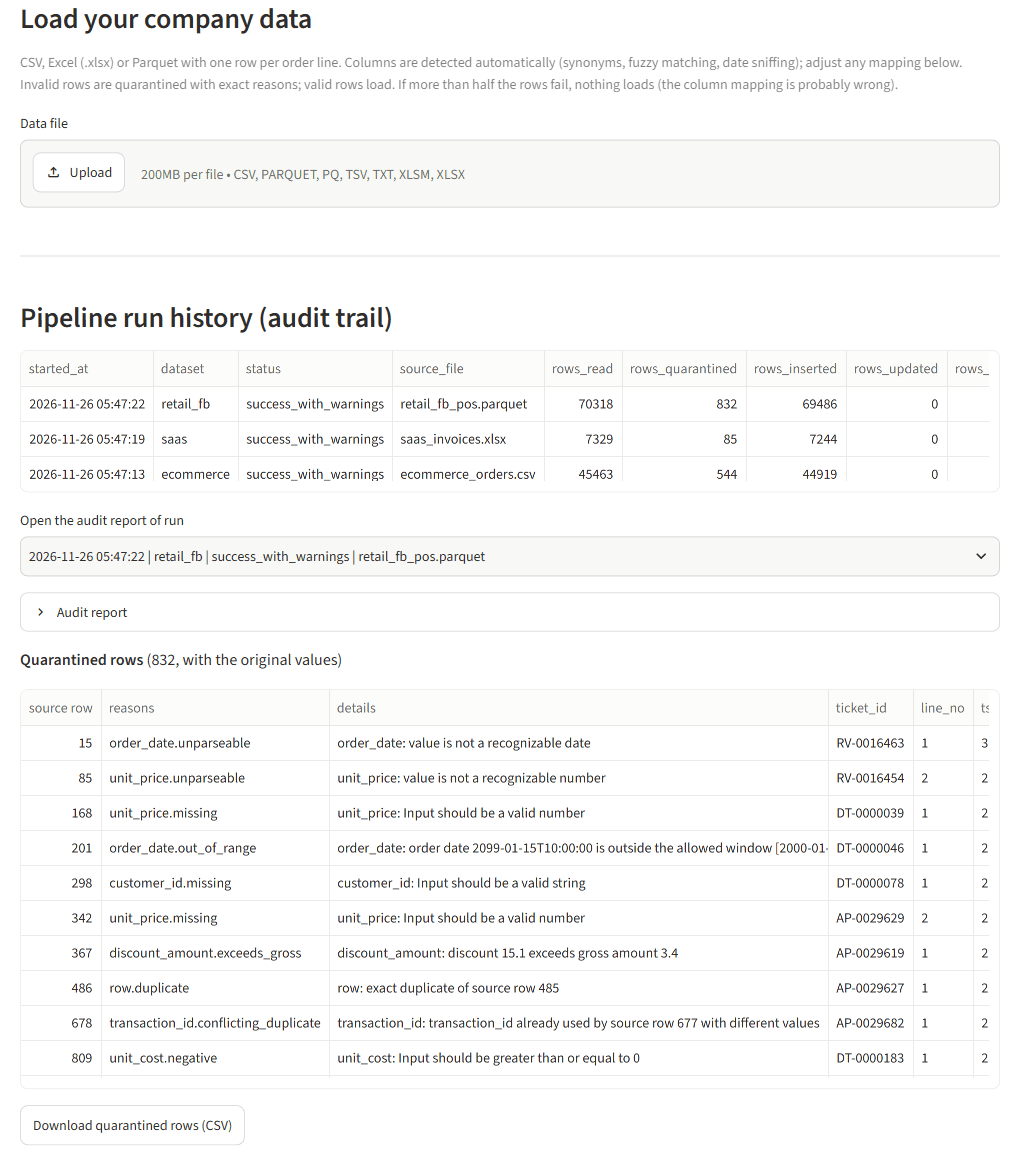 Load your company data
CSV, Excel (.xlsx) or Parquet with one row per order line. Columns are detected automatically (synonyms, fuzzy matching, date sniffing); adjust any mapping below.
Invalid rows are quarantined with exact reasons; valid rows load. If more than half the rows fail, nothing loads (the column mapping is probably wrong).
Data file
Upload 200MB per file • CSV, PARQUET, PQ, TSV, TXT, XLSM, XLSX
Pipeline run history (audit trail)
started_at dataset status source_file rows_read rows_quarantined rows_inserted rows_updated rows_
2026-11-26 05:47:22 retail_fb success_with_warnings retail_fb_pos.parquet 70318 832 69486 0
2026-11-26 05:47:19 saas success_with_warnings saas_invoices.xlsx 7329 85 7244 0
2026-11-26 05:47:13 ecommerce success_with_warnings ecommerce_orders.csv 45463 544 44919 0
Open the audit report of run
2026-11-26 05:47:22 | retail_fb | success_with_warnings | retail_fb_pos.parquet
Audit report
Quarantined rows (832, with the original values)
source row reasons details ticket_id line_no ts
15 order_date.unparseable order_date: value is not a recognizable date RV-0016463 1 3
85 unit_price.unparseable unit_price: value is not a recognizable number RV-0016454 2 2
168 unit_price.missing unit_price: Input should be a valid number DT-0000039 1 2
201 order_date.out_of_range order_date: order date 2099-01-15T10:00:00 is outside the allowed window [2000-01- DT-0000046 1 2
298 customer_id.missing customer_id: Input should be a valid string DT-0000078 1 2
342 unit_price.missing unit_price: Input should be a valid number AP-0029629 2 2
367 discount_amount.exceeds_gross discount_amount: discount 15.1 exceeds gross amount 3.4 AP-0029619 1 2
486 row.duplicate row: exact duplicate of source row 485 AP-0029627 1 2
678 transaction_id.conflicting_duplicate transaction_id: transaction_id already used by source row 677 with different values AP-0029682 1 2
809 unit_cost.negative unit_cost: Input should be greater than or equal to 0 DT-0000183 1 2
Download quarantined rows (CSV)